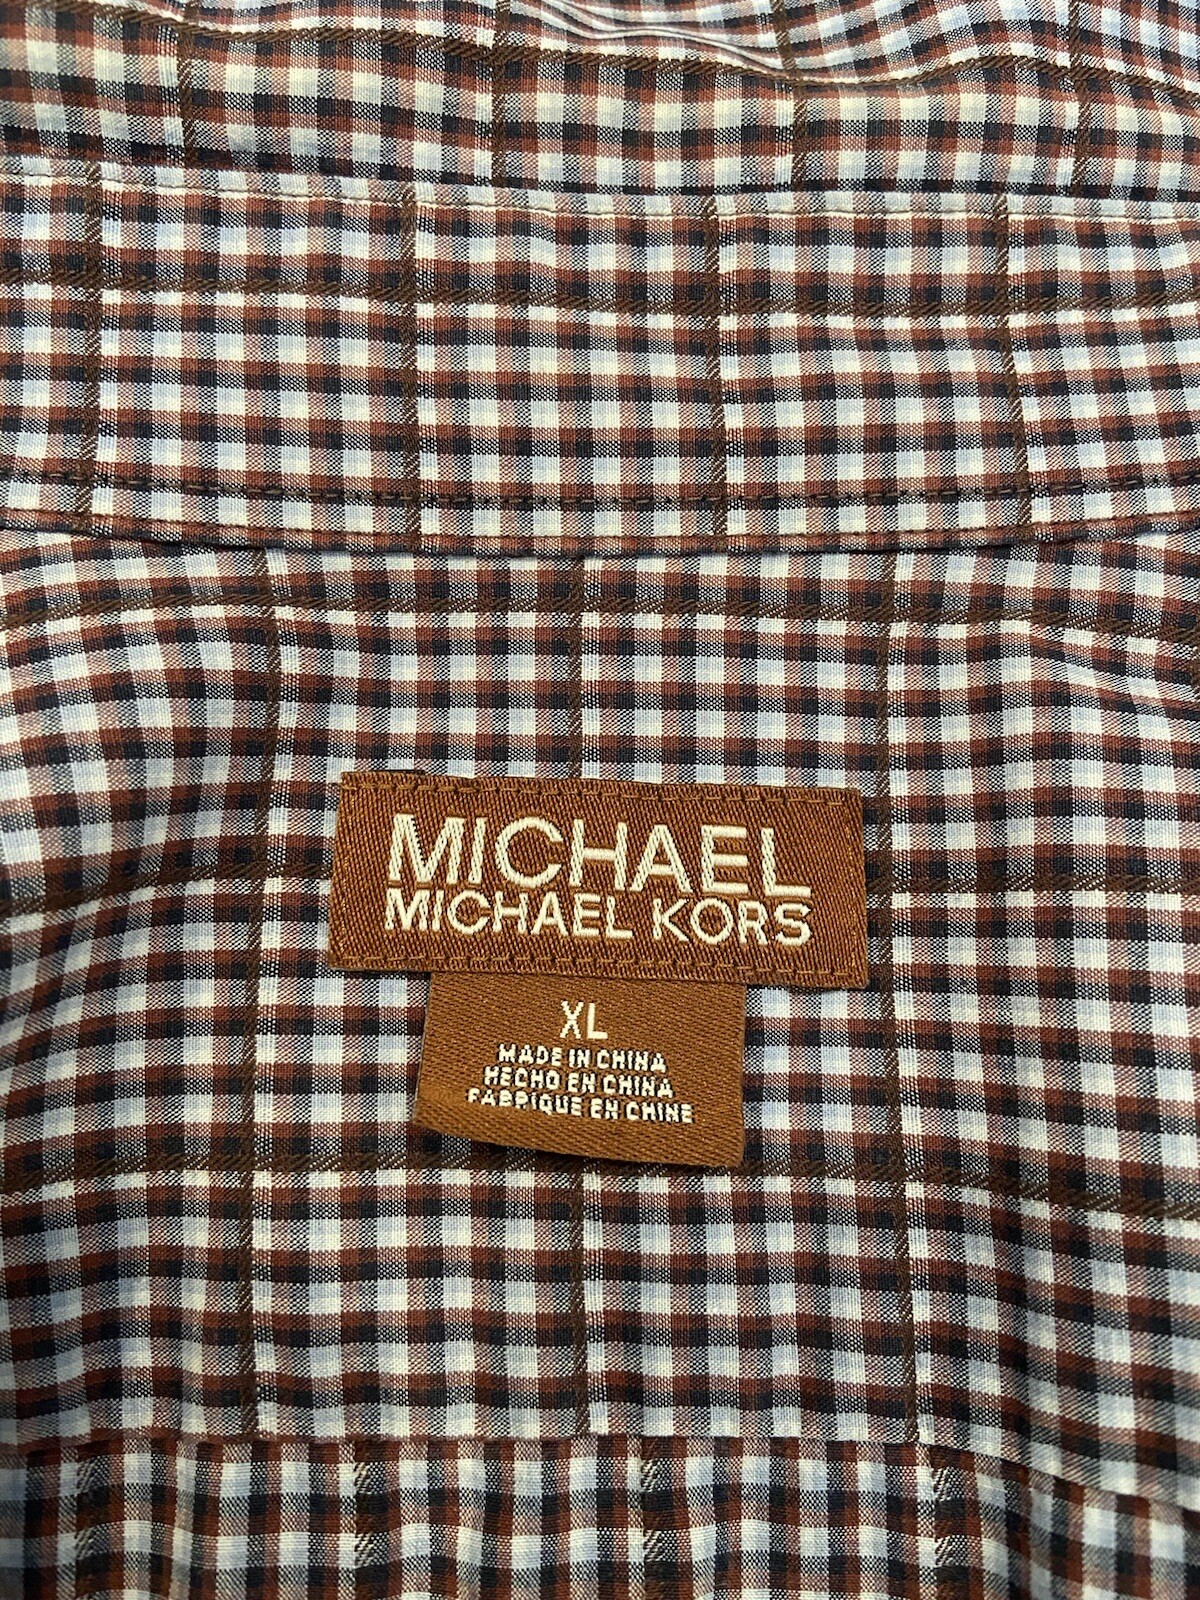 MICHAEL
MICHAEL KORS
XL
MADE IN CHINA
HECHO EN CHINA
FABRIQUE EN CHINE